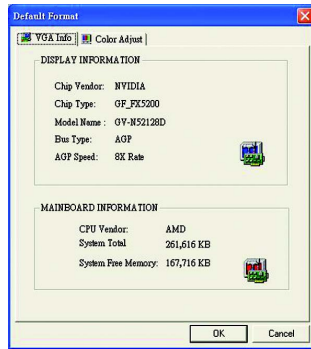 Default Format
VGA Info
Color Adjust
DISPLAY INFORMATION
Chip Vendor: NVIDIA
Chip Type: GF_FX5200
Model Name : GV-N52128D
Bus Type: AGP
AGP Speed: 8X Rate
MAINBOARD INFORMATION
CPU Vendor: AMD
System Total 261,616 KB
System Free Memory: 167,716 KB
OK
Cancel